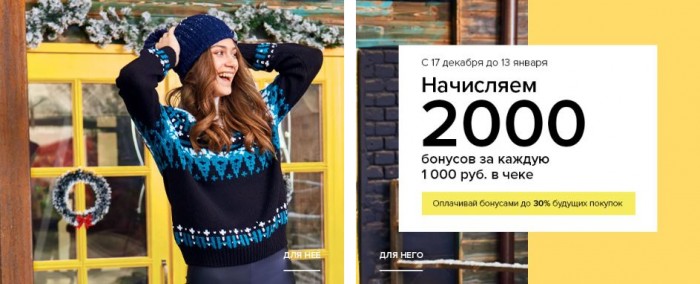 С 17 декабря до 13 января
Начисляем
2000
бонусов за каждую
1 000 руб. в чеке
Оплачивай бонусами до 30% будущих покупок
ДЛЯ НЕЁ
ДЛЯ НЕГО